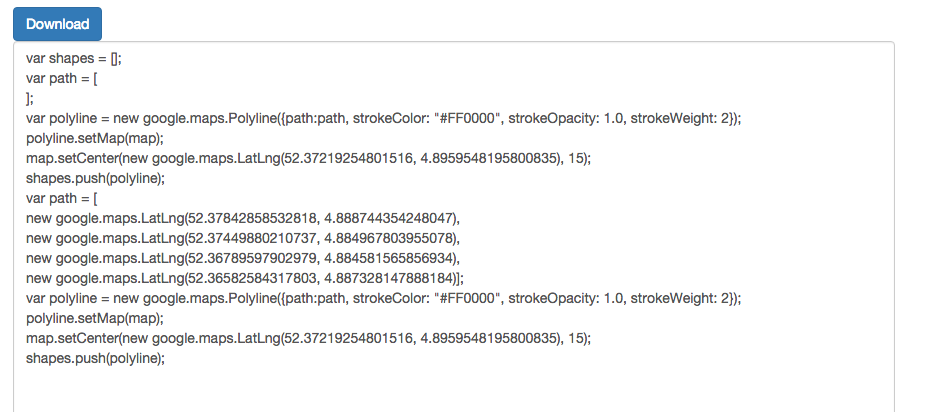 Download
var shapes = [];
var path = [
];
var polyline = new google.maps.Polyline({path:path, strokeColor: "#FF0000", strokeOpacity: 1.0, strokeWeight: 2});
polyline.setMap(map);
map.setCenter(new google.maps.LatLng(52.37219254801516, 4.8959548195800835), 15);
shapes.push(polyline);
var path = [
new google.maps.LatLng(52.37842858532818, 4.888744354248047),
new google.maps.LatLng(52.37449880210737, 4.884967803955078),
new google.maps.LatLng(52.36789597902979, 4.884581565856934),
new google.maps.LatLng(52.36582584317803, 4.887328147888184)];
var polyline = new google.maps.Polyline({path:path, strokeColor: "#FF0000", strokeOpacity: 1.0, strokeWeight: 2});
polyline.setMap(map);
map.setCenter(new google.maps.LatLng(52.37219254801516, 4.8959548195800835), 15);
shapes.push(polyline);